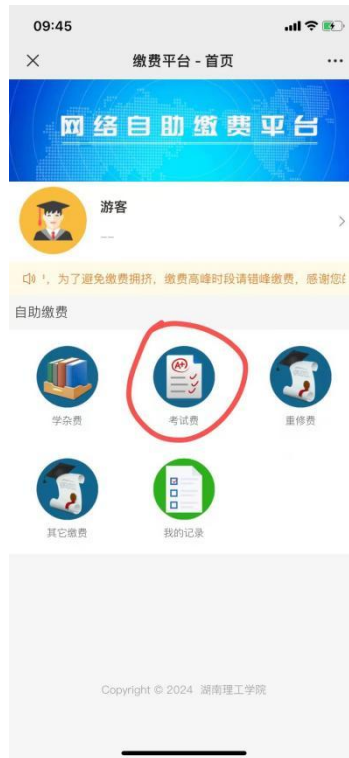 09:45
缴费平台 - 首页
网络自助缴费平台
游客
__
，为了避免缴费拥挤，缴费高峰时段请错峰缴费，感谢您
自助缴费
A+
学杂费
考试费
重修费
其它缴费
我的记录
Copyright © 2024 湖南理工学院